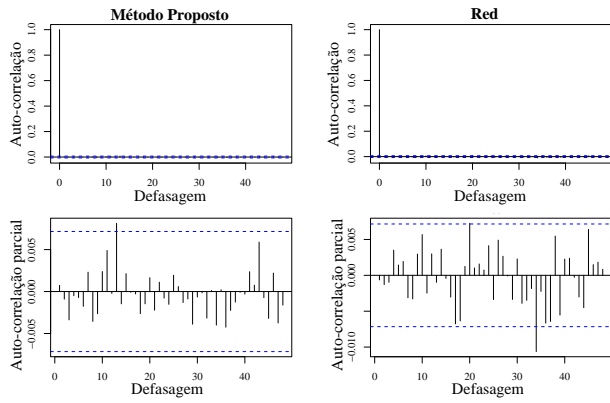 Método Proposto
Red
Auto-correlação
0.0 0.2 0.4 0.6 0.8 1.0
0 10 20 30 40
Defasagem
Auto-correlação
0.0 0.2 0.4 0.6 0.8 1.0
0 10 20 30 40
Defasagem
Auto-correlação parcial
−0.005 0.000 0.005
0 10 20 30 40 50
Defasagem
Auto-correlação parcial
−0.010 0.000 0.005
0 10 20 30 40
Defasagem